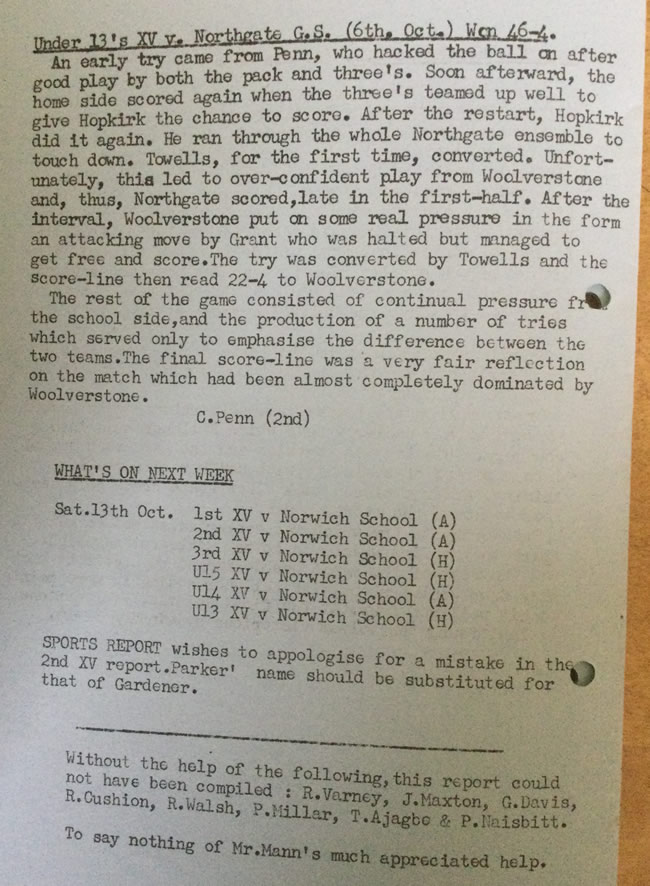 Under 13's XV v. Northgate G.S. (6th. Oct.) Won 46-4.
An early try came from Penn, who hacked the ball on after
good play by both the pack and three's. Soon afterward, the
home side scored again when the three's teamed up well to
give Hopkirk the chance to score. After the restart, Hopkirk
did it again. He ran through the whole Northgate ensemble to
touch down. Towells, for the first time, converted. Unfort-
unately, this led to over-confident play from Woolverstone
and, thus, Northgate scored,late in the first-half. After the
interval, Woolverstone put on some real pressure in the form
an attacking move by Grant who was halted but managed to
get free and score.The try was converted by Towells and the
score-line then read 22-4 to Woolverstone.
The rest of the game consisted of continual pressure
the school side,and the production of a number of tries
which served only to emphasise the difference between the
two teams.The final score-line was a very fair reflection
on the match which had been almost completely dominated by
Woolverstone.
C.Penn (2nd)
WHAT'S ON NEXT WEEK
Sat.13th Oct. 1st XV v Norwich School (A)
2nd XV v Norwich School (A)
3rd XV v Norwich School (H)
U15 XV v Norwich School (H)
U14 XV v Norwich School (A)
U13 XV v Norwich School (H)
SPORTS REPORT wishes to appologise for a mistake in the
2nd XV report.Parker' name should be substituted for
that of Gardener.
Without the help of the following,this report could
not have been compiled : R.Varney, J.Maxton, G.Davis,
R.Cushion, R.Walsh, P.Millar, T.Ajagbe & P.Naisbitt.
To say nothing of Mr.Mann's much appreciated help.